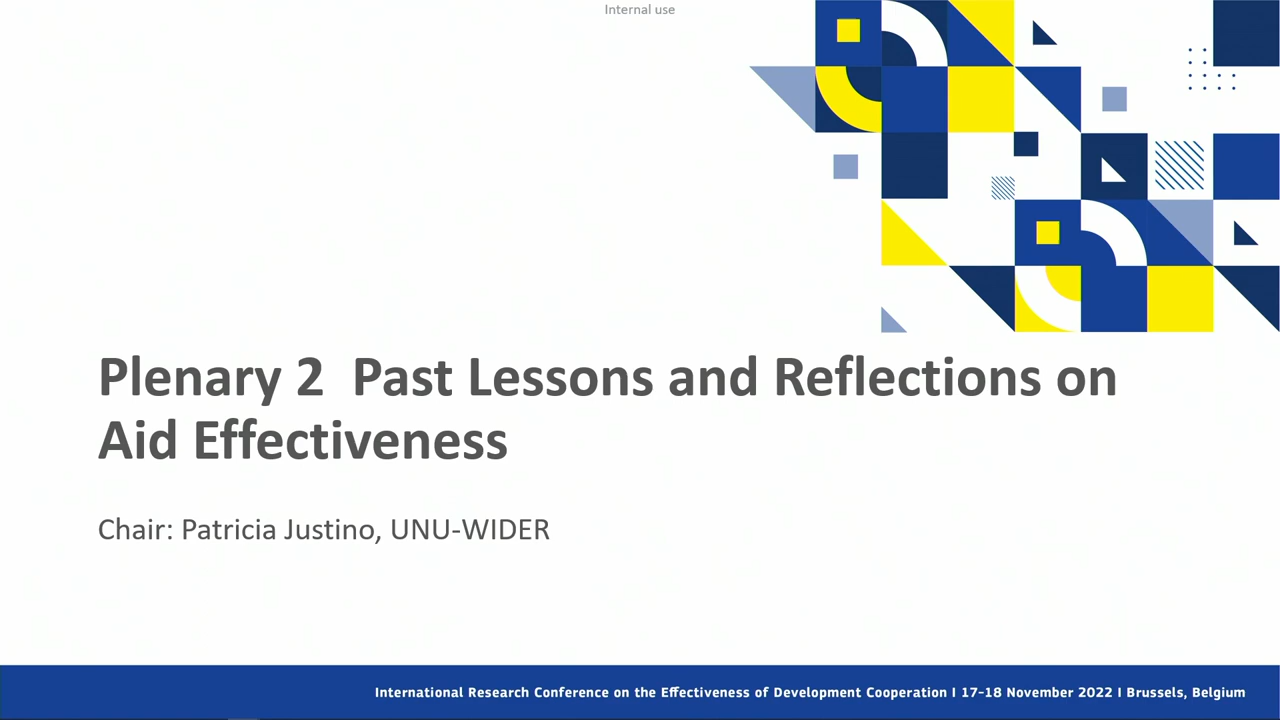 Internal use
Plenary 2  Past Lessons and Reflections on
Aid Effectiveness
Chair: Patricia Justino, UNU-WIDER
International Research Conference on the Effectiveness of Development Cooperation I 17-18 November 2022 I Brussels, Belgium